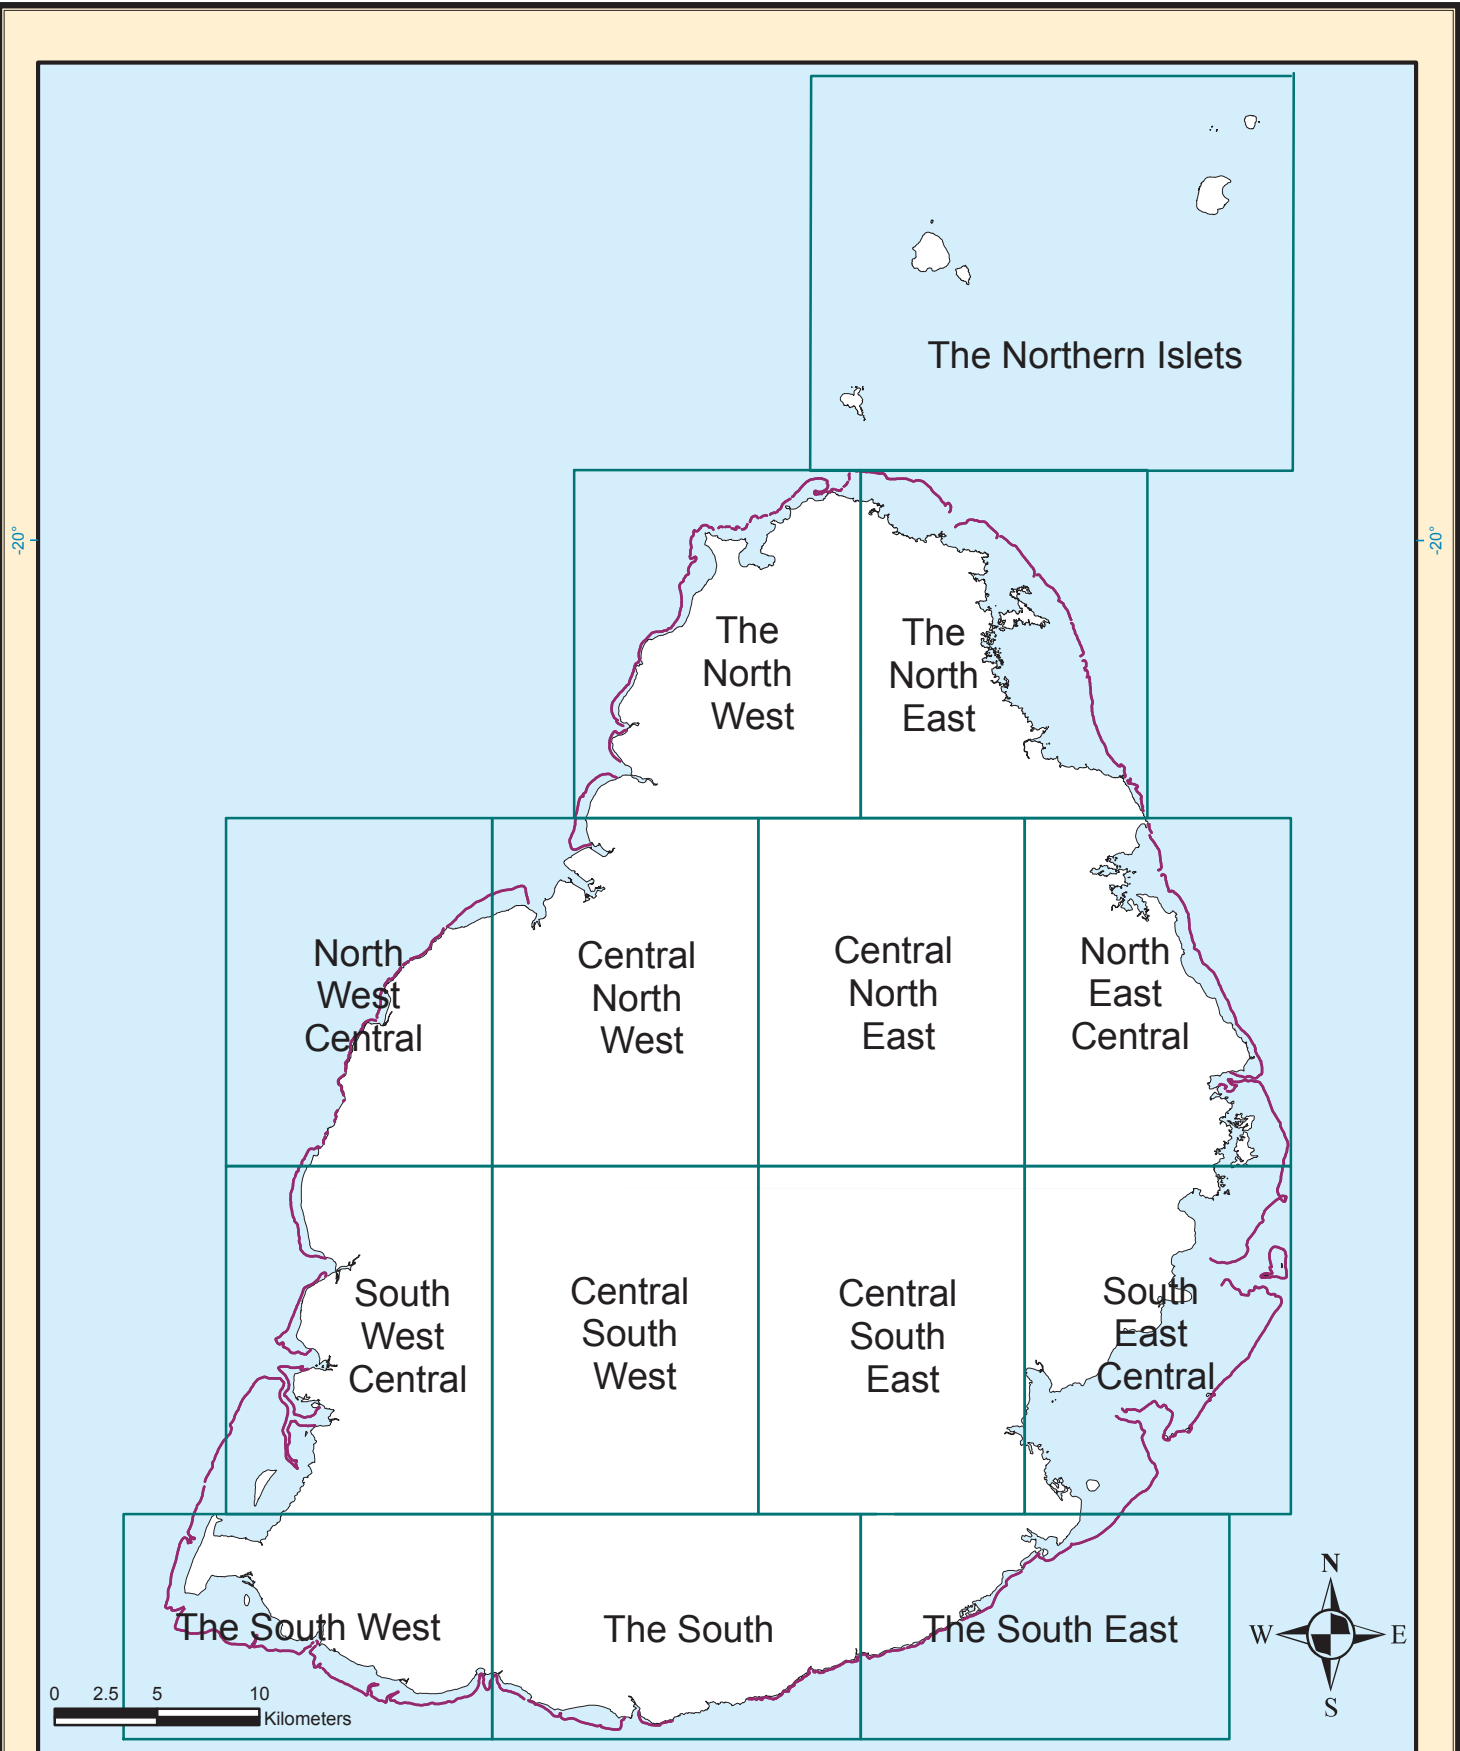 The Northern Islets
-20°
-20°
The
North
West
The
North
East
North
West
Central
Central
North
West
Central
North
East
North
East
Central
South
West
Central
Central
South
West
Central
South
East
South
East
Central
The South West
The South
The South East
N
W
E
S
0 2.5 5 10
Kilometers